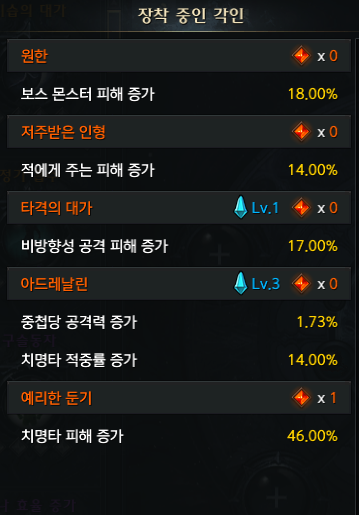 장착 중인 각인
원한 x 0
보스 몬스터 피해 증가 18.00%
저주받은 인형 x 0
적에게 주는 피해 증가 14.00%
타격의 대가 Lv.1 x 0
비방향성 공격 피해 증가 17.00%
아드레날린 Lv.3 x 0
중첩당 공격력 증가 1.73%
치명타 적중률 증가 14.00%
예리한 둔기 x 1
치명타 피해 증가 46.00%